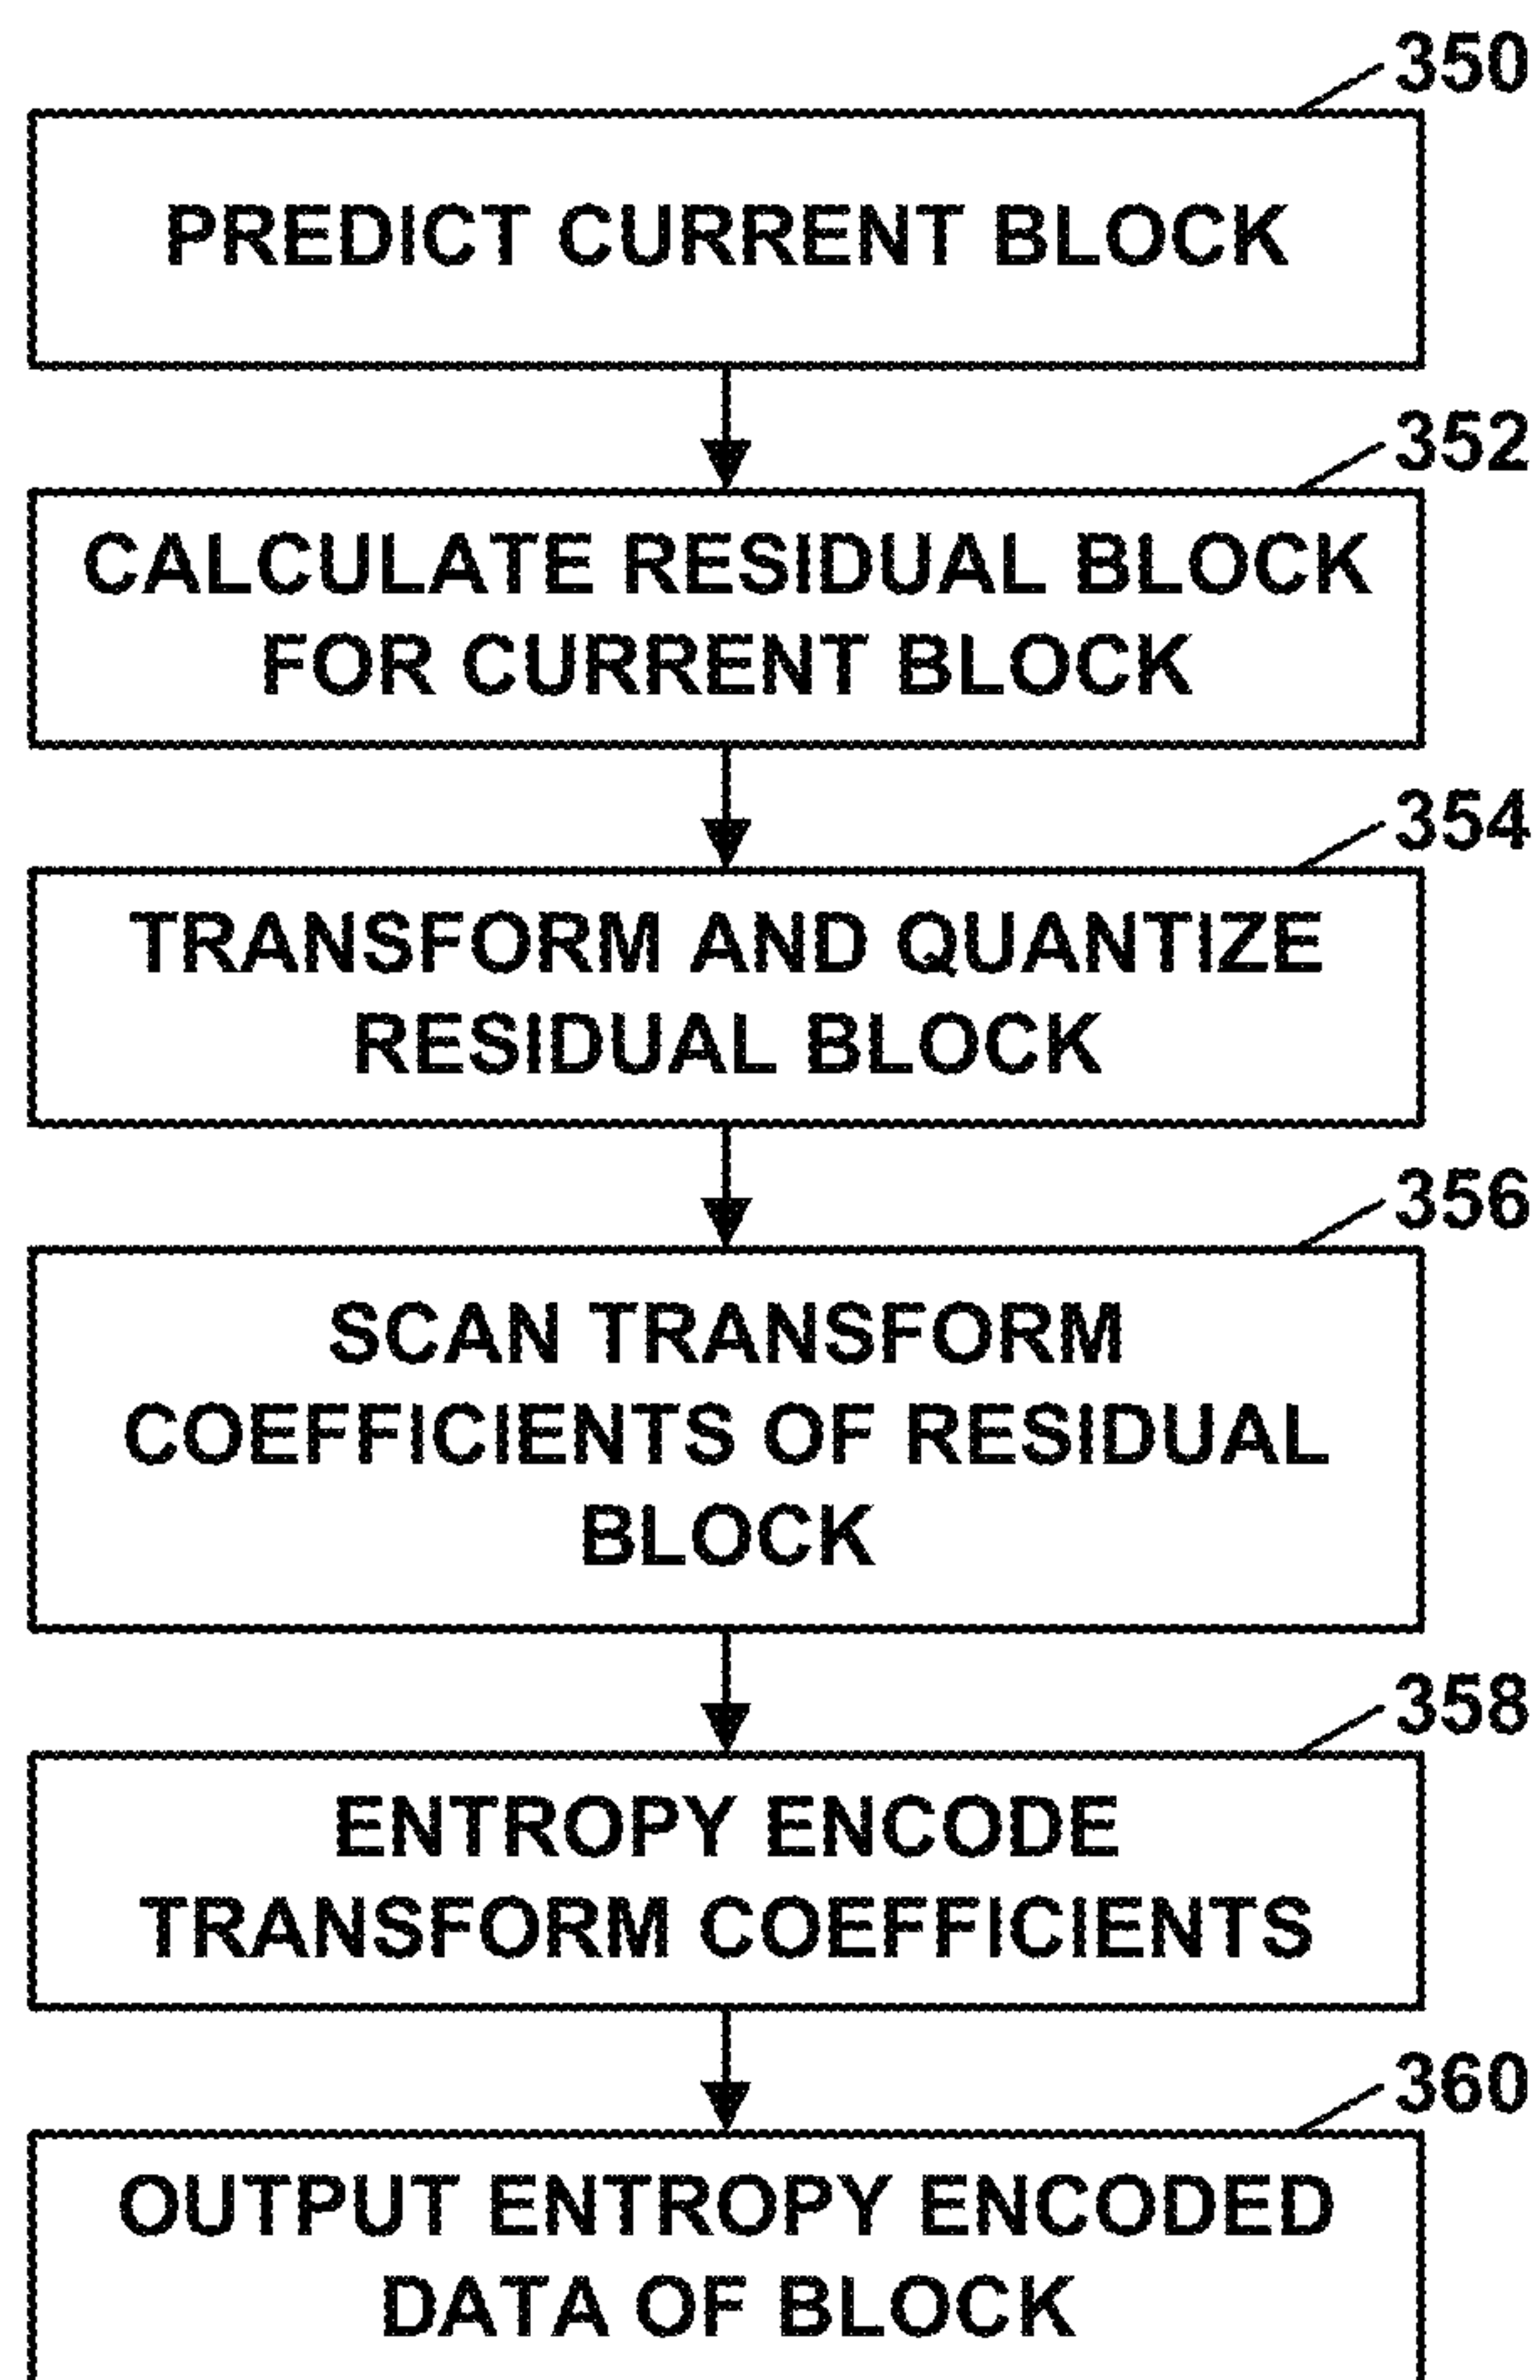 350
PREDICT CURRENT BLOCK
352
CALCULATE RESIDUAL BLOCK
FOR CURRENT BLOCK
354
TRANSFORM AND QUANTIZE
RESIDUAL BLOCK
356
SCAN TRANSFORM
COEFFICIENTS OF RESIDUAL
BLOCK
358
ENTROPY ENCODE
TRANSFORM COEFFICIENTS
360
OUTPUT ENTROPY ENCODED
DATA OF BLOCK